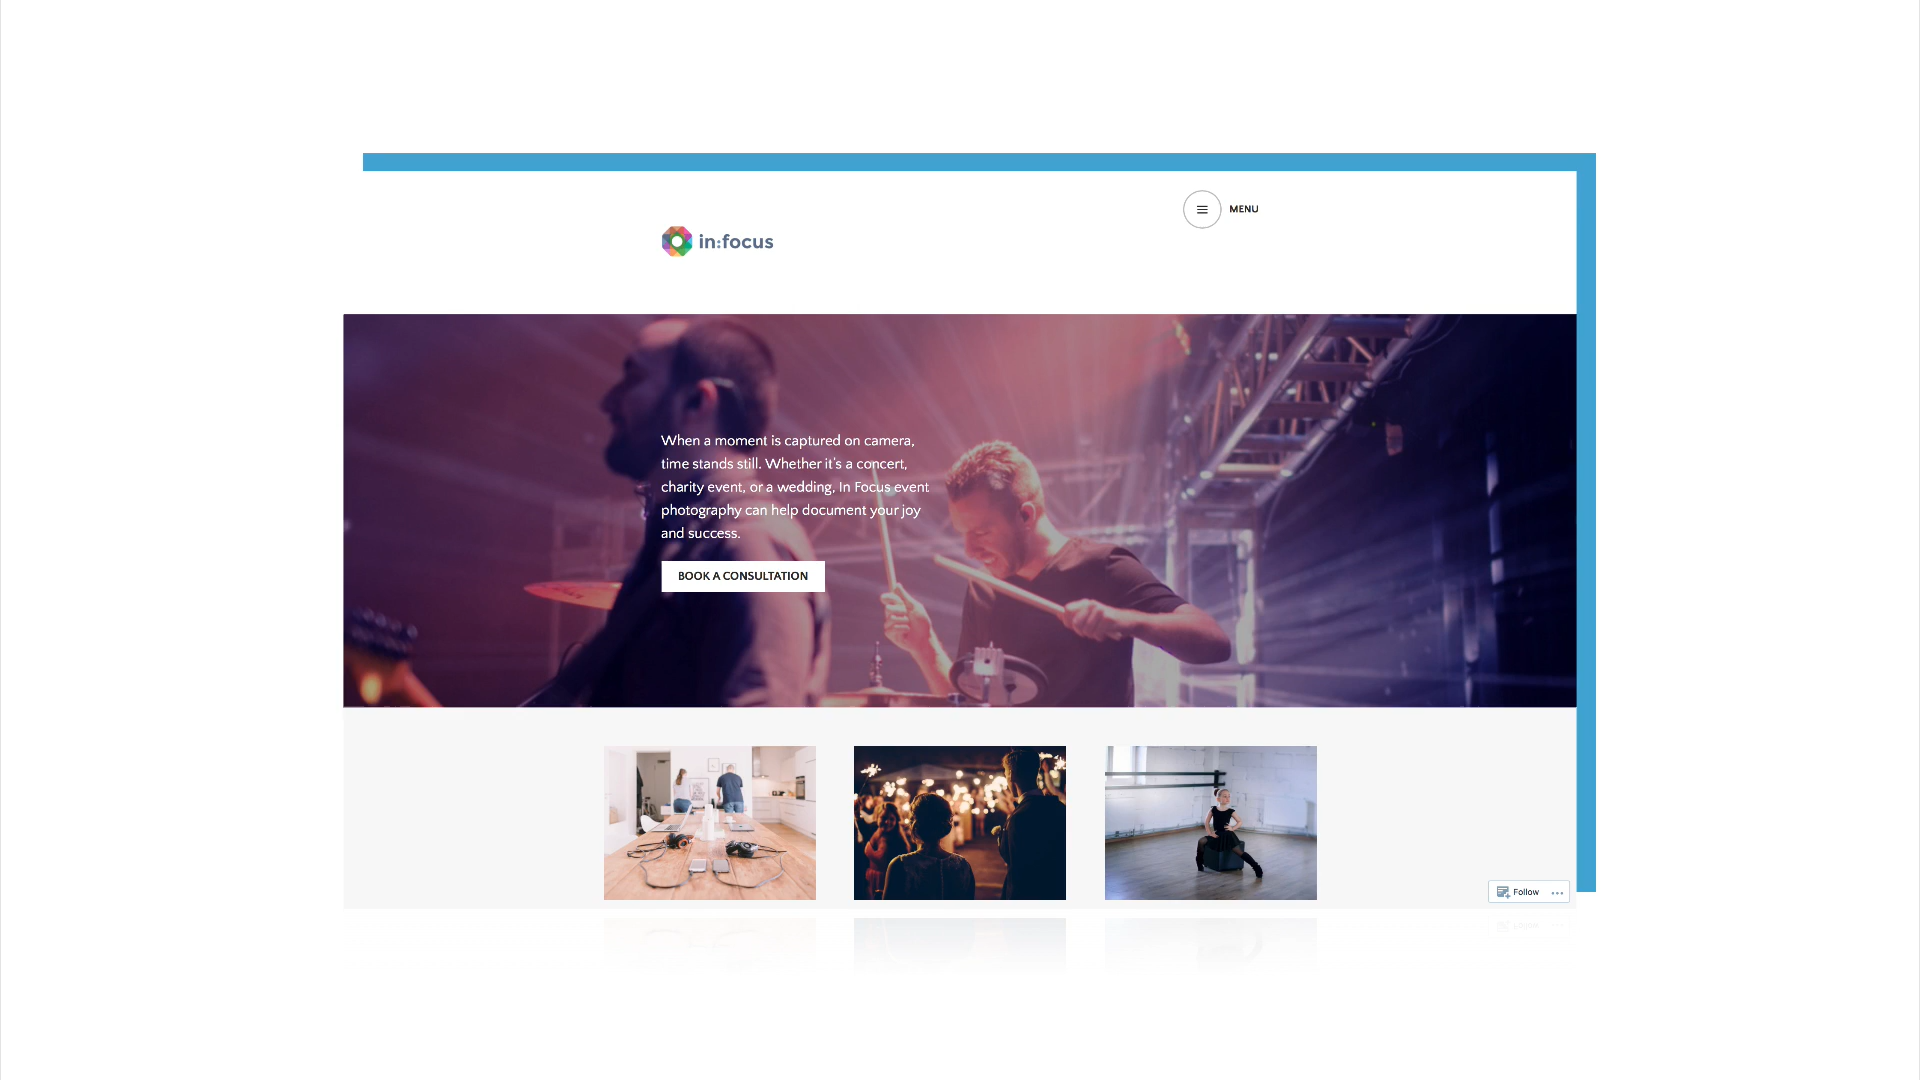 MENU
in:focus
When a moment is captured on camera,
time stands still. Whether it's a concert,
charity event, or a wedding, In Focus event
photography can help document your joy
and success.
BOOK A CONSULTATION
Follow